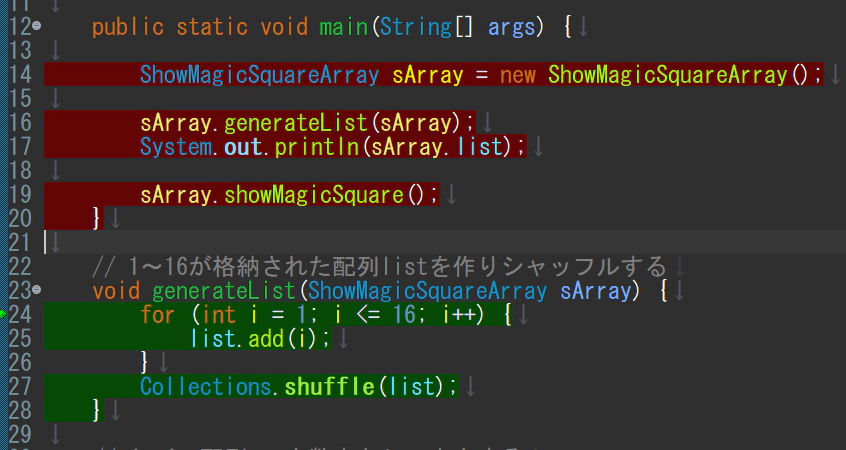 12 public static void main(String[] args) {
13
14 ShowMagicSquareArray sArray = new ShowMagicSquareArray();
15
16 sArray.generateList(sArray);
17 System.out.println(sArray.list);
18
19 sArray.showMagicSquare();
20 }
21
22 // 1～16が格納された配列listを作りシャッフルする
23 void generateList(ShowMagicSquareArray sArray) {
24 for (int i = 1; i <= 16; i++) {
25 list.add(i);
26 }
27 Collections.shuffle(list);
28 }
29